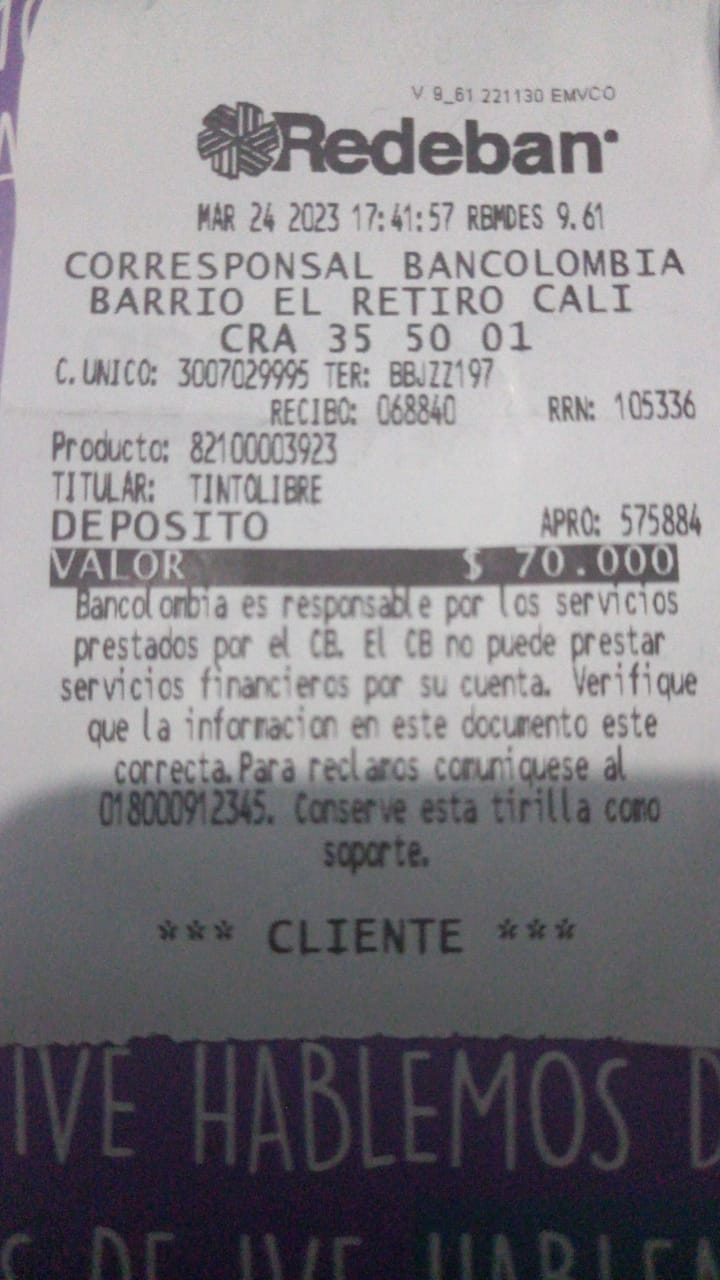 V. 9_61 221130 EMVCO
Redeban
MAR 24 2023 17:41:57 RBMDES 9.61
CORRESPONSAL BANCOLOMBIA
BARRIO EL RETIRO CALI
CRA 35 50 01
C.UNICO: 3007029995 TER: BBJZZ197
RECIBO: 068840 RRN: 105336
Producto: 82100003923
TITULAR: TINTOLIBRE
DEPOSITO APRO: 575884
VALOR $ 70.000
Bancolombia es responsable por los servicios
prestados por el CB. El CB no puede prestar
servicios financieros por su cuenta. Verifique
que la informacion en este documento este
correcta.Para reclamos comuniquese al
018000912345. Conserve esta tirilla como
soporte.
*** CLIENTE ***
IVE HABLEMOS D
S DE IVE HABLEM